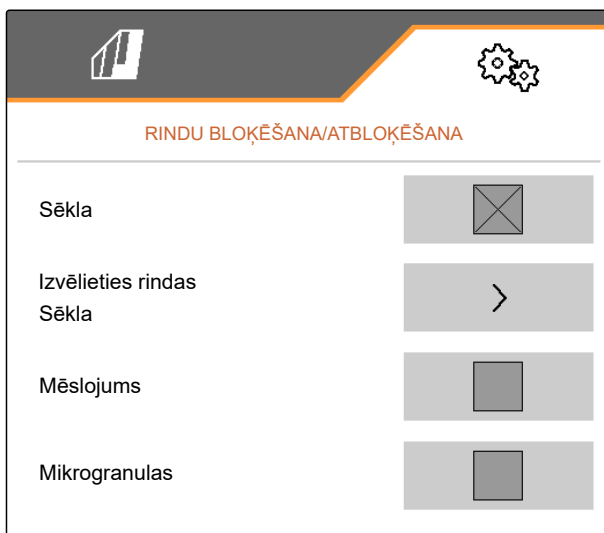 RINDU BLOĶĒŠANA/ATBLOĶĒŠANA
Sēkla
Izvēlieties rindas
Sēkla
Mēslojums
Mikrogranulas